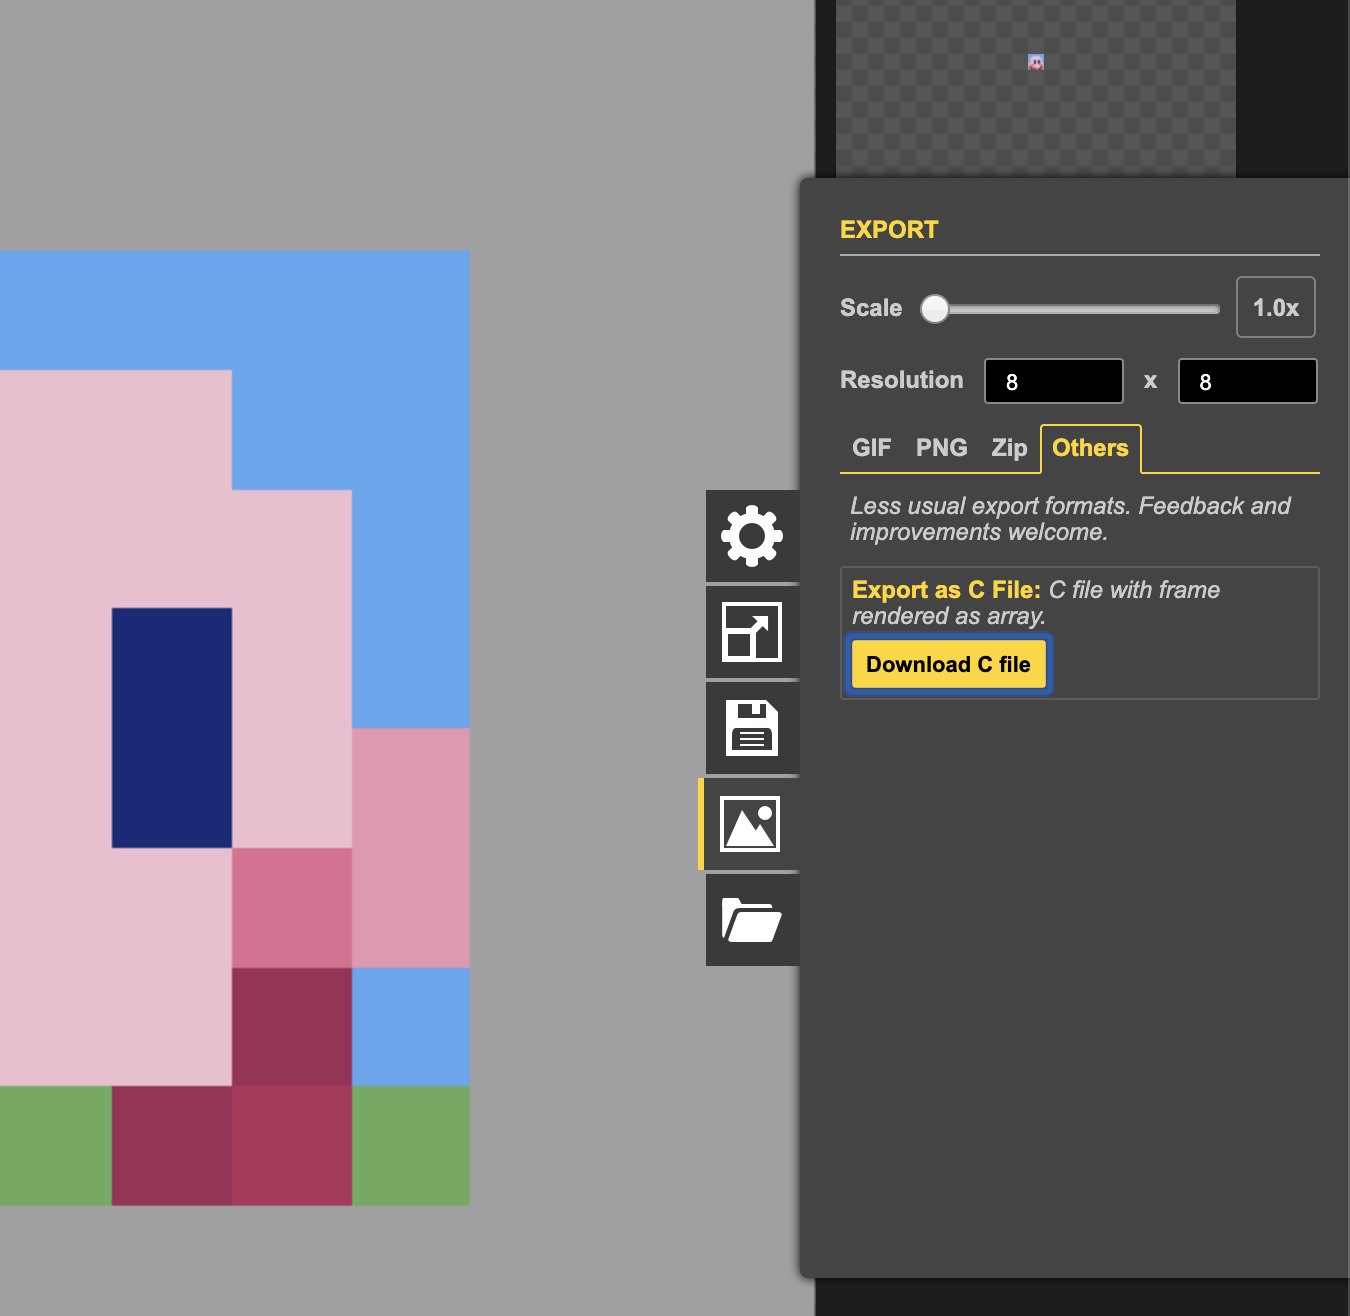 EXPORT
Scale 1.0x
Resolution 8 x 8
GIF PNG Zip Others
Less usual export formats. Feedback and
improvements welcome.
Export as C File: C file with frame
rendered as array.
Download C file